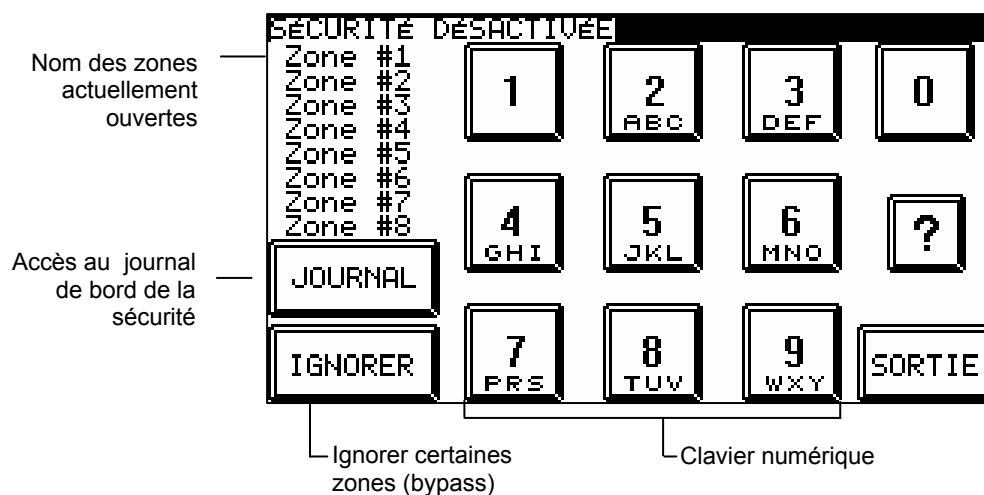 SéCURITé DéSACTIVéE
Nom des zones
actuellement
ouvertes
Zone #1
Zone #2
Zone #3
Zone #4
Zone #5
Zone #6
Zone #7
Zone #8
1
2
ABC
3
DEF
0
4
GHI
5
JKL
6
MNO
?
Accès au journal
de bord de la
sécurité
JOURNAL
IGNORER
7
PRS
8
TUV
9
WXY
SORTIE
Ignorer certaines
zones (bypass)
Clavier numérique